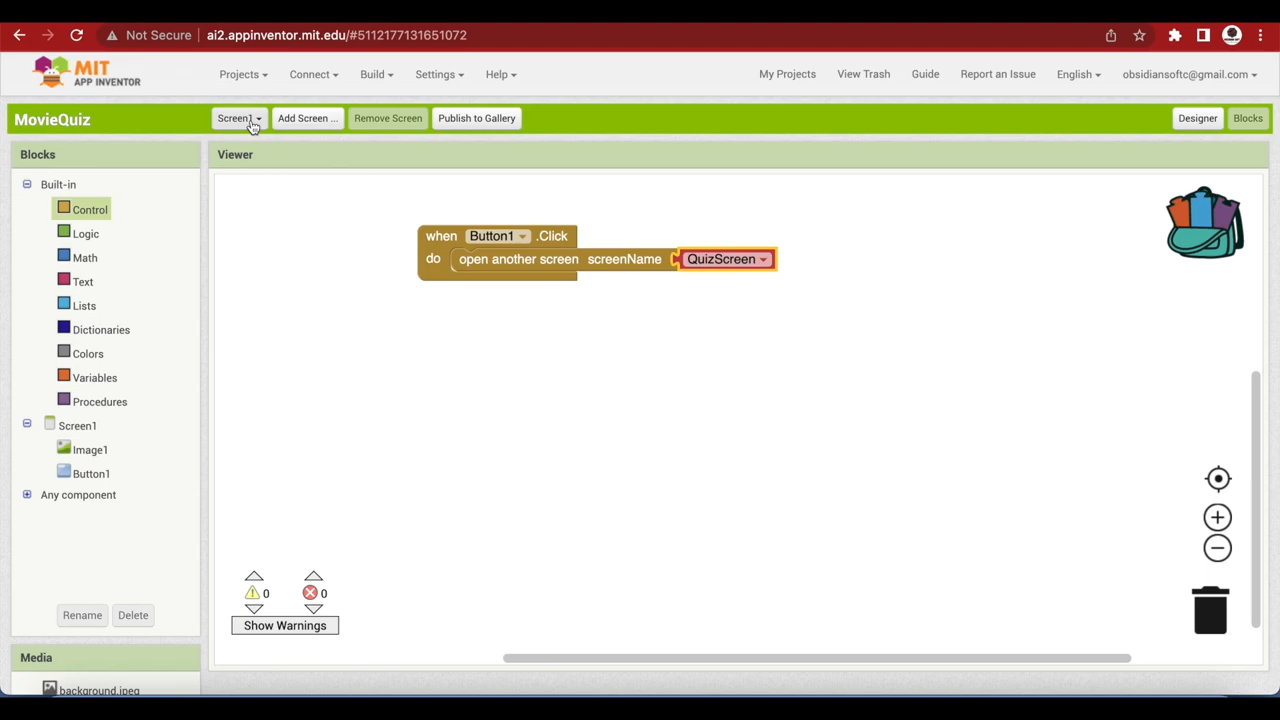 Not Secure ai2.appinventor.mit.edu/#5112177131651072
MIT
APP INVENTOR
Projects Connect Build Settings Help My Projects View Trash Guide Report an Issue English obsidiansoftc@gmail.com
MovieQuiz Screen1 Add Screen ... Remove Screen Publish to Gallery Designer Blocks
Blocks Viewer
Built-in
Control
Logic
Math
Text
Lists
Dictionaries
Colors
Variables
Procedures
Screen1
Image1
Button1
Any component
Rename Delete
Media
background.jpeg
when Button1 .Click
do open another screen screenName QuizScreen
0 0
Show Warnings